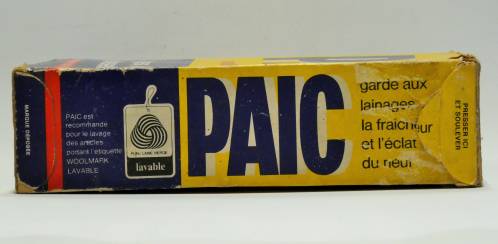 MARQUE DÉPOSÉE
PAIC est
recommandé
pour le lavage
des articles
portant l'etiquette
WOOLMARK
LAVABLE
PURE LAINE VIERGE
lavable
PAIC
garde aux
lainages
la fraîcheur
et l'éclat
du neuf
PRESSER ICI
ET SOULEVER